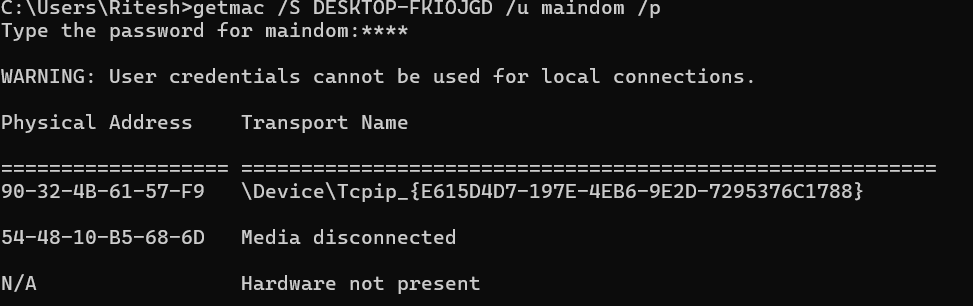 C:\Users\Ritesh>getmac /S DESKTOP-FKIOJGD /u maindom /p
Type the password for maindom:****
WARNING: User credentials cannot be used for local connections.
Physical Address    Transport Name
=================== ==========================================================
90-32-4B-61-57-F9   \Device\Tcpip_{E615D4D7-197E-4EB6-9E2D-7295376C1788}
54-48-10-B5-68-6D   Media disconnected
N/A                 Hardware not present